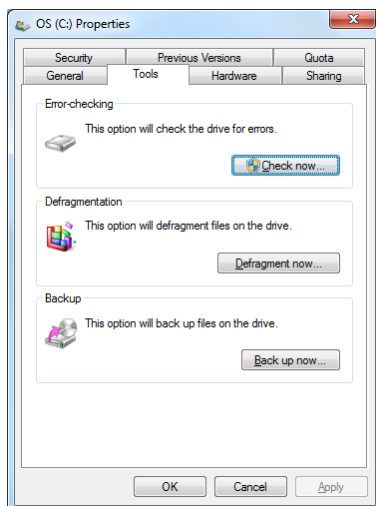 OS (C:) Properties
Security Previous Versions Quota
General Tools Hardware Sharing
Error-checking
This option will check the drive for errors.
Check now...
Defragmentation
This option will defragment files on the drive.
Defragment now...
Backup
This option will back up files on the drive.
Back up now...
OK Cancel Apply